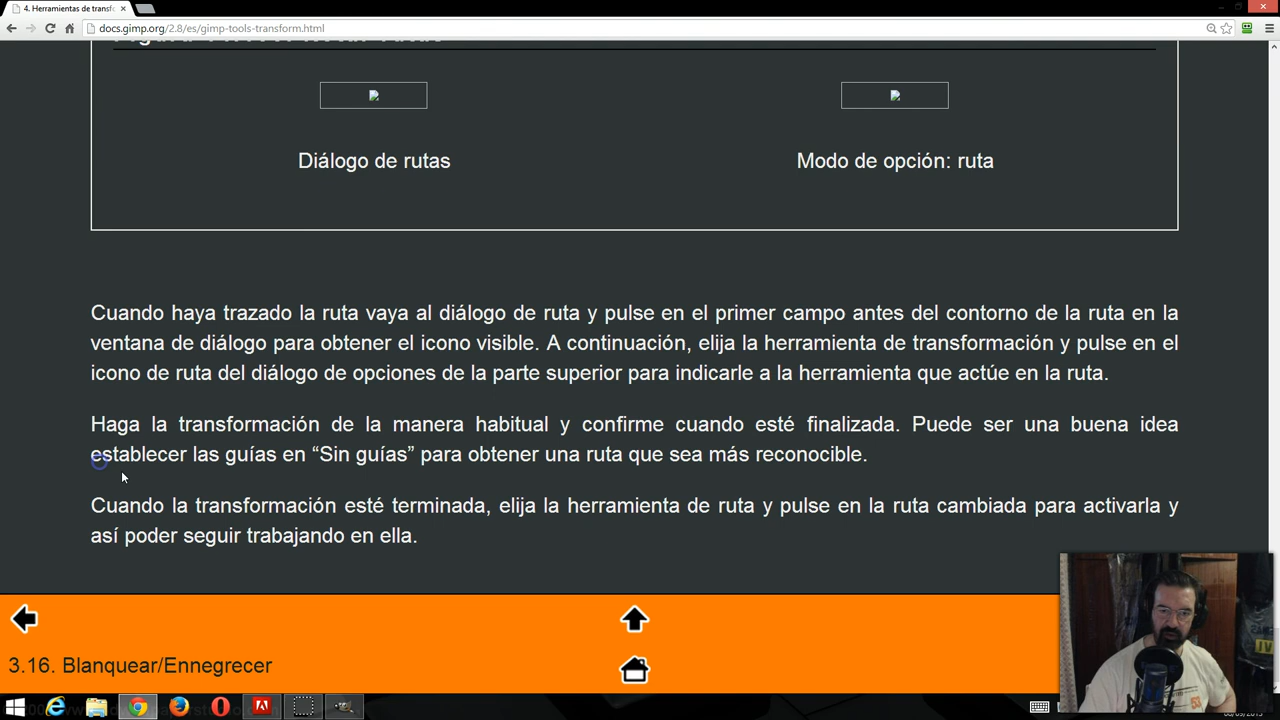 4. Herramientas de transf
docs.gimp.org/2.8/es/gimp-tools-transform.html
Diálogo de rutas
Modo de opción: ruta
Cuando haya trazado la ruta vaya al diálogo de ruta y pulse en el primer campo antes del contorno de la ruta en la
ventana de diálogo para obtener el icono visible. A continuación, elija la herramienta de transformación y pulse en el
icono de ruta del diálogo de opciones de la parte superior para indicarle a la herramienta que actúe en la ruta.
Haga la transformación de la manera habitual y confirme cuando esté finalizada. Puede ser una buena idea
establecer las guías en “Sin guías” para obtener una ruta que sea más reconocible.
Cuando la transformación esté terminada, elija la herramienta de ruta y pulse en la ruta cambiada para activarla y
así poder seguir trabajando en ella.
3.16. Blanquear/Ennegrecer